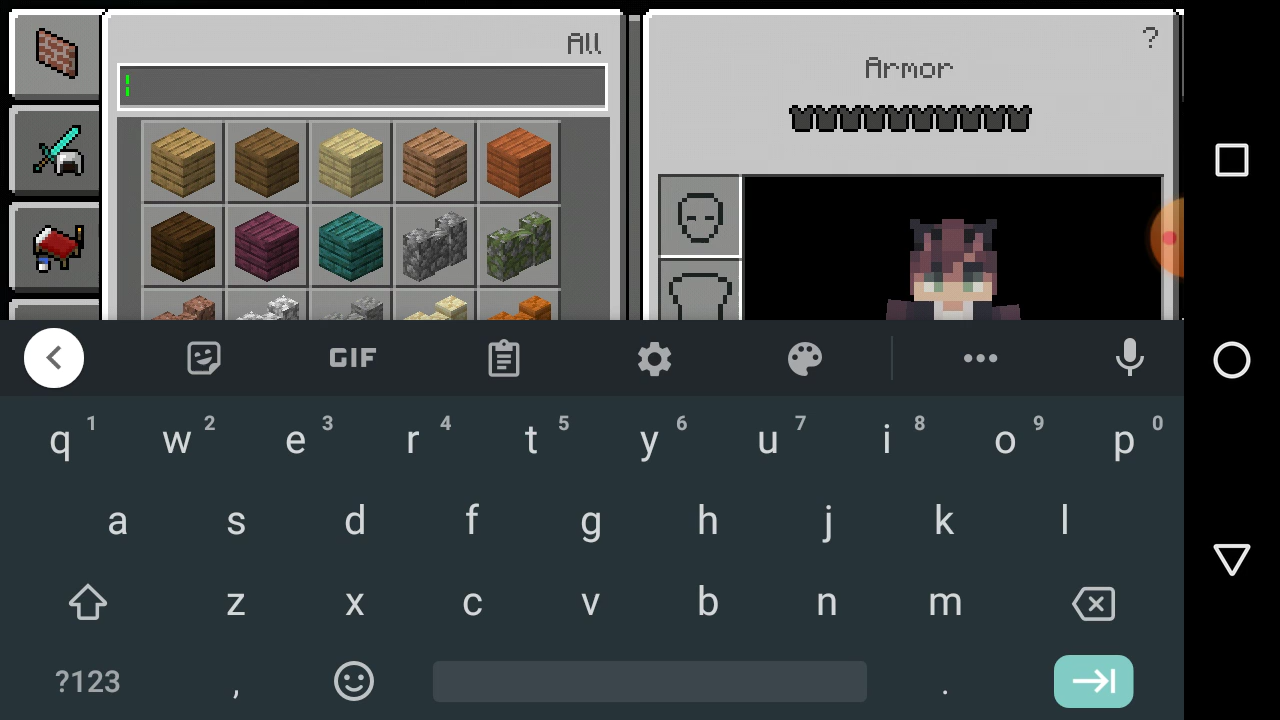 All
?
Armor
GIF
q 1 w 2 e 3 r 4 t 5 y 6 u 7 i 8 o 9 p 0
a s d f g h j k l
z x c v b n m
?123 , .